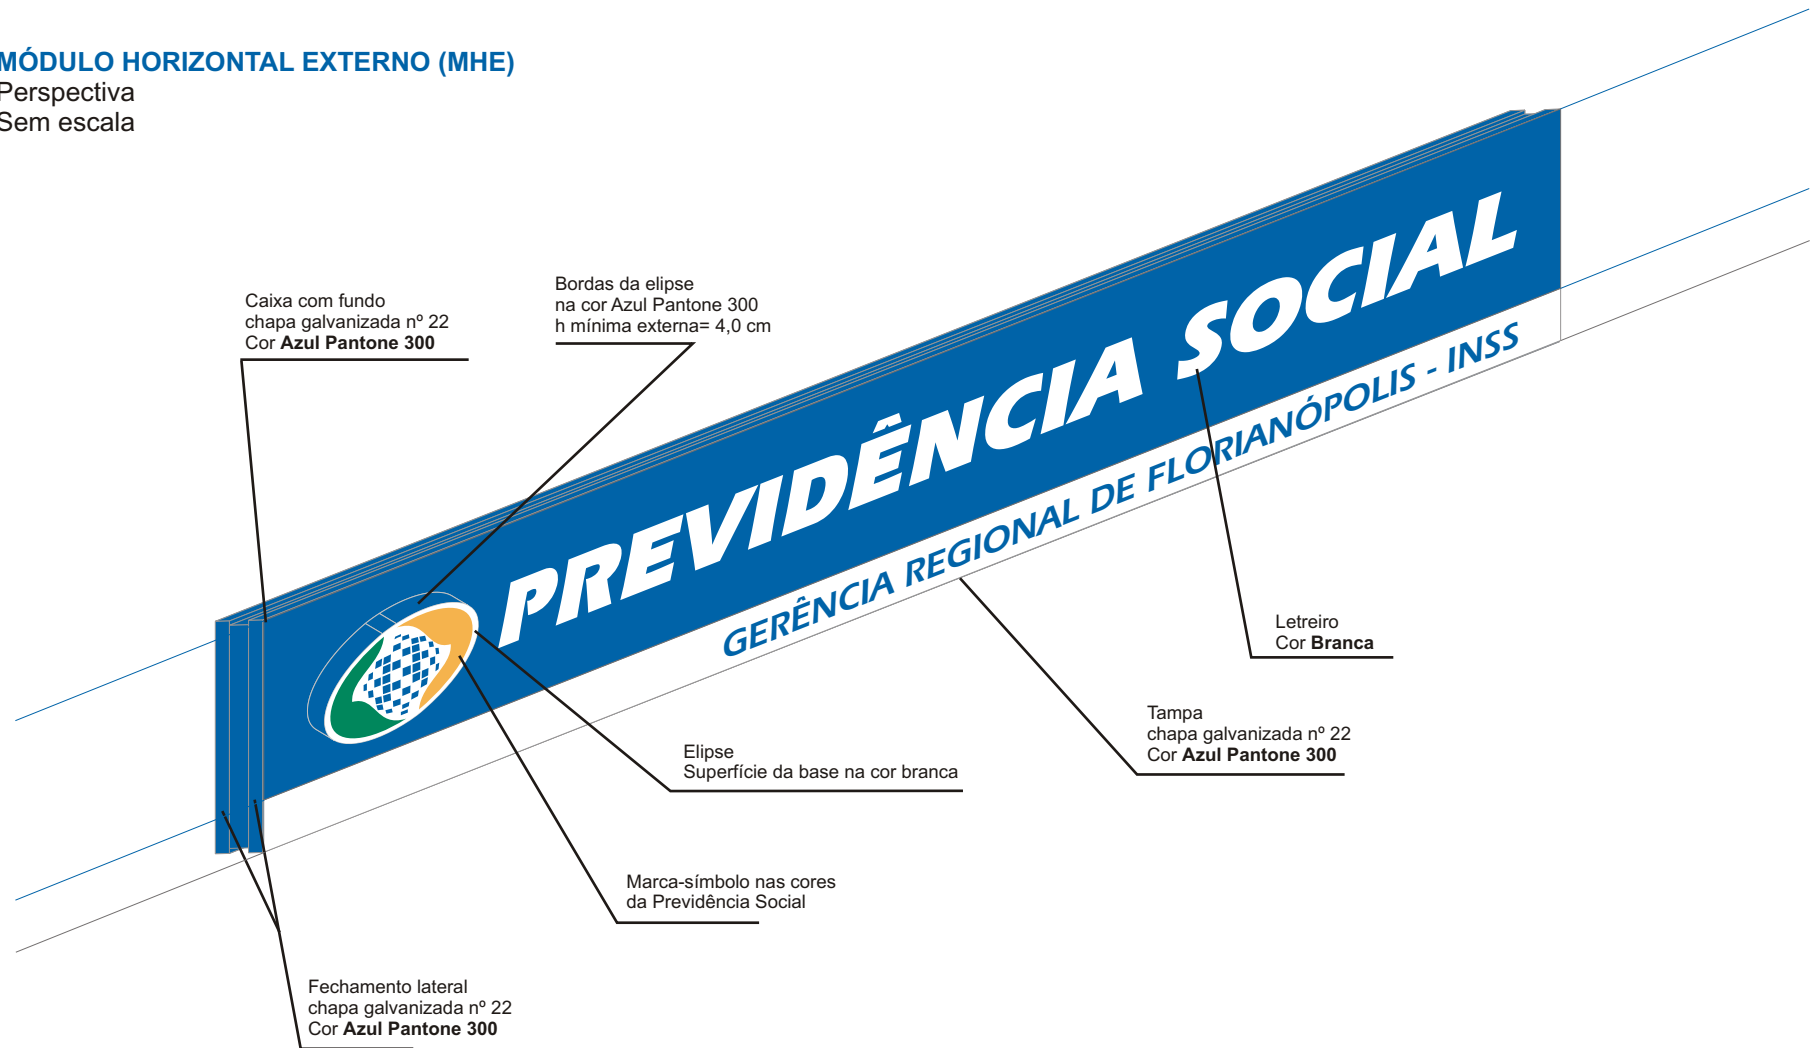 MÓDULO HORIZONTAL EXTERNO (MHE)
Perspectiva
Sem escala
Caixa com fundo
chapa galvanizada nº 22
Cor Azul Pantone 300
Bordas da elipse
na cor Azul Pantone 300
h mínima externa= 4,0 cm
PREVIDÊNCIA SOCIAL
GERÊNCIA REGIONAL DE FLORIANÓPOLIS - INSS
Letreiro
Cor Branca
Tampa
chapa galvanizada nº 22
Cor Azul Pantone 300
Elipse
Superfície da base na cor branca
Marca-símbolo nas cores
da Previdência Social
Fechamento lateral
chapa galvanizada nº 22
Cor Azul Pantone 300